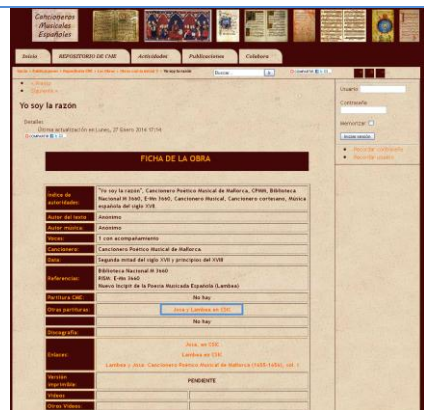 Cancioneros
Musicales
Españoles
Inicio
REPOSITORIO DE CME
Actividades
Publicaciones
Colabora
Buscar...
Yo soy la razón
Detalles
Última actualización en Lunes, 27 Enero 2014 17:14
Usuario
Contraseña
Memorizar
Iniciar sesión
Recordar contraseña
Recordar usuario
FICHA DE LA OBRA
Índice de autoridades:
"Yo soy la razón", Cancionero Poético Musical de Mallorca, CPMM, Biblioteca
Nacional M 3660, E-Mn 3660, Cancionero Musical, Cancionero cortesano, Música
española del siglo XVII
Autor del texto
Anónimo
Autor música:
Anónimo
Voces:
1 con acompañamiento
Cancionero:
Cancionero Poético Musical de Mallorca
Data:
Segunda mitad del siglo XVII y principios del XVIII
Referencias:
Biblioteca Nacional M 3660
RISM: E-Mn 3660
Nuevo Íncipit de la Poesía Musicada Española (Lambea)
Partitura CME:
No hay
Otras partituras
Josa y Lambea en CSIC
Discografía:
No hay
Enlaces:
Josa, en CSIC
Lambea en CSIC
Versión imprimible:
PENDIENTE
Vídeos
Otros Vídeos: